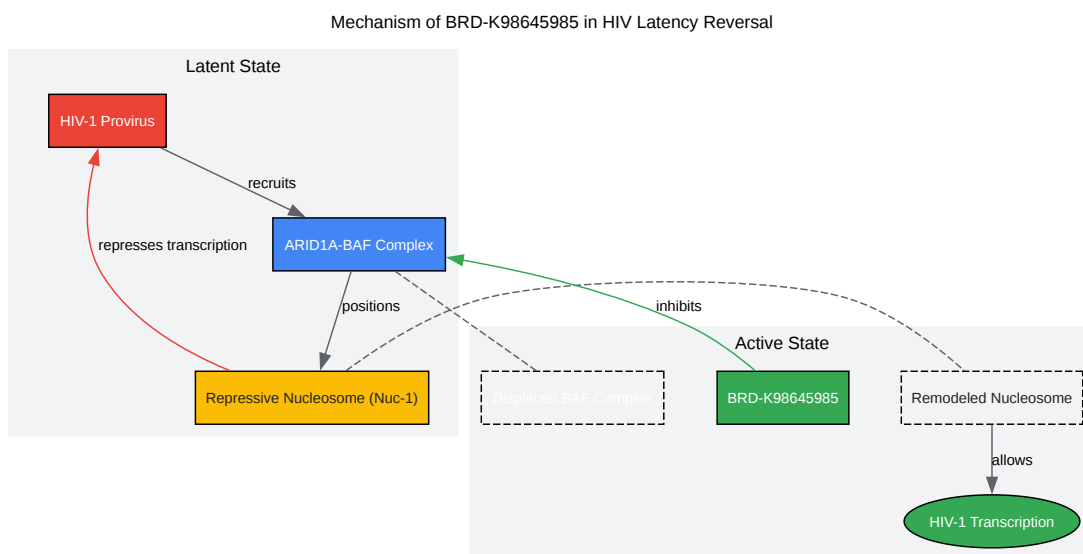 Mechanism of BRD-K98645985 in HIV Latency Reversal
Latent State
HIV-1 Provirus
recruits
ARID1A-BAF Complex
represses transcription
positions
inhibits
Repressive Nucleosome (Nuc-1)
Active State
Displaced BAF Complex
BRD-K98645985
Remodeled Nucleosome
allows
HIV-1 Transcription